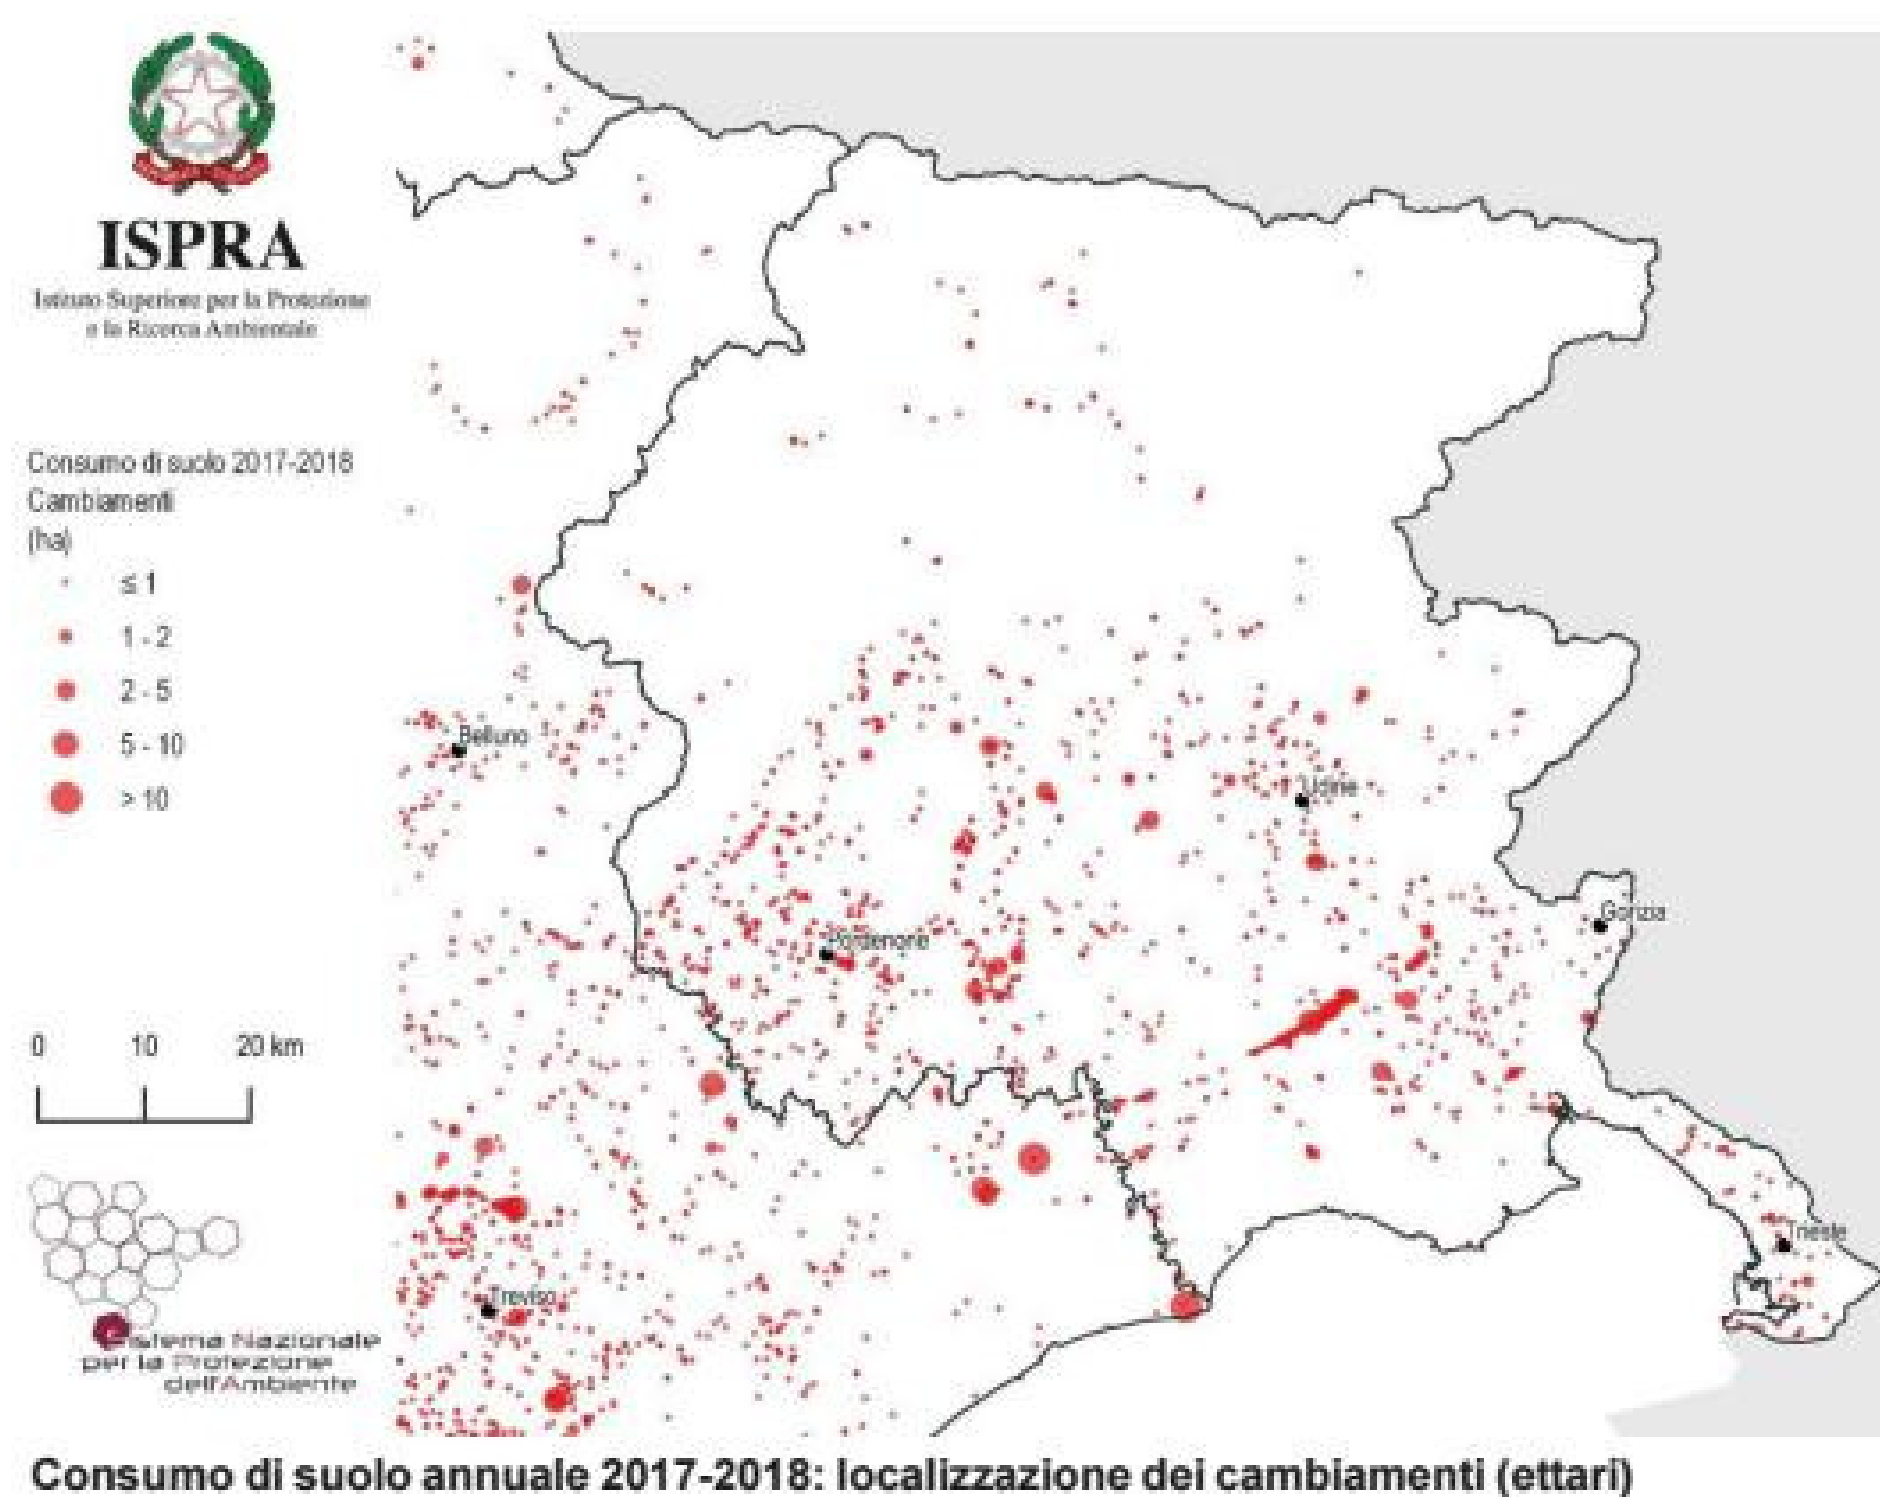 ISPRA
Istituto Superiore per la Protezione
e la Ricerca Ambientale
Consumo di suolo 2017-2018
Cambiamenti
(ha)
≤ 1
1 - 2
2 - 5
5 - 10
> 10
0 10 20 km
Sistema Nazionale
per la Protezione
dell'Ambiente
Belluno
Udine
Gorizia
Pordenone
Trieste
Treviso
Consumo di suolo annuale 2017-2018: localizzazione dei cambiamenti (ettari)